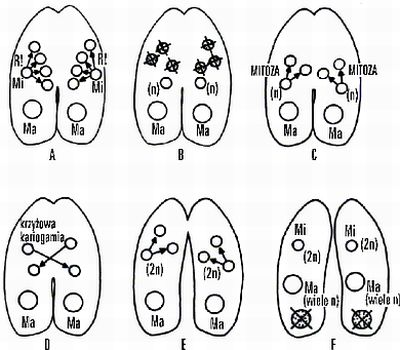 R! R!
Mi Mi
Ma Ma
A
(n) (n)
Ma Ma
B
MITOZA MITOZA
(n) (n)
Ma Ma
C
krzyżowa
kariogamia
Ma Ma
D
(2n) (2n)
Ma Ma
E
Mi Mi
(2n) (2n)
Ma Ma
(wiele n) (wiele n)
F